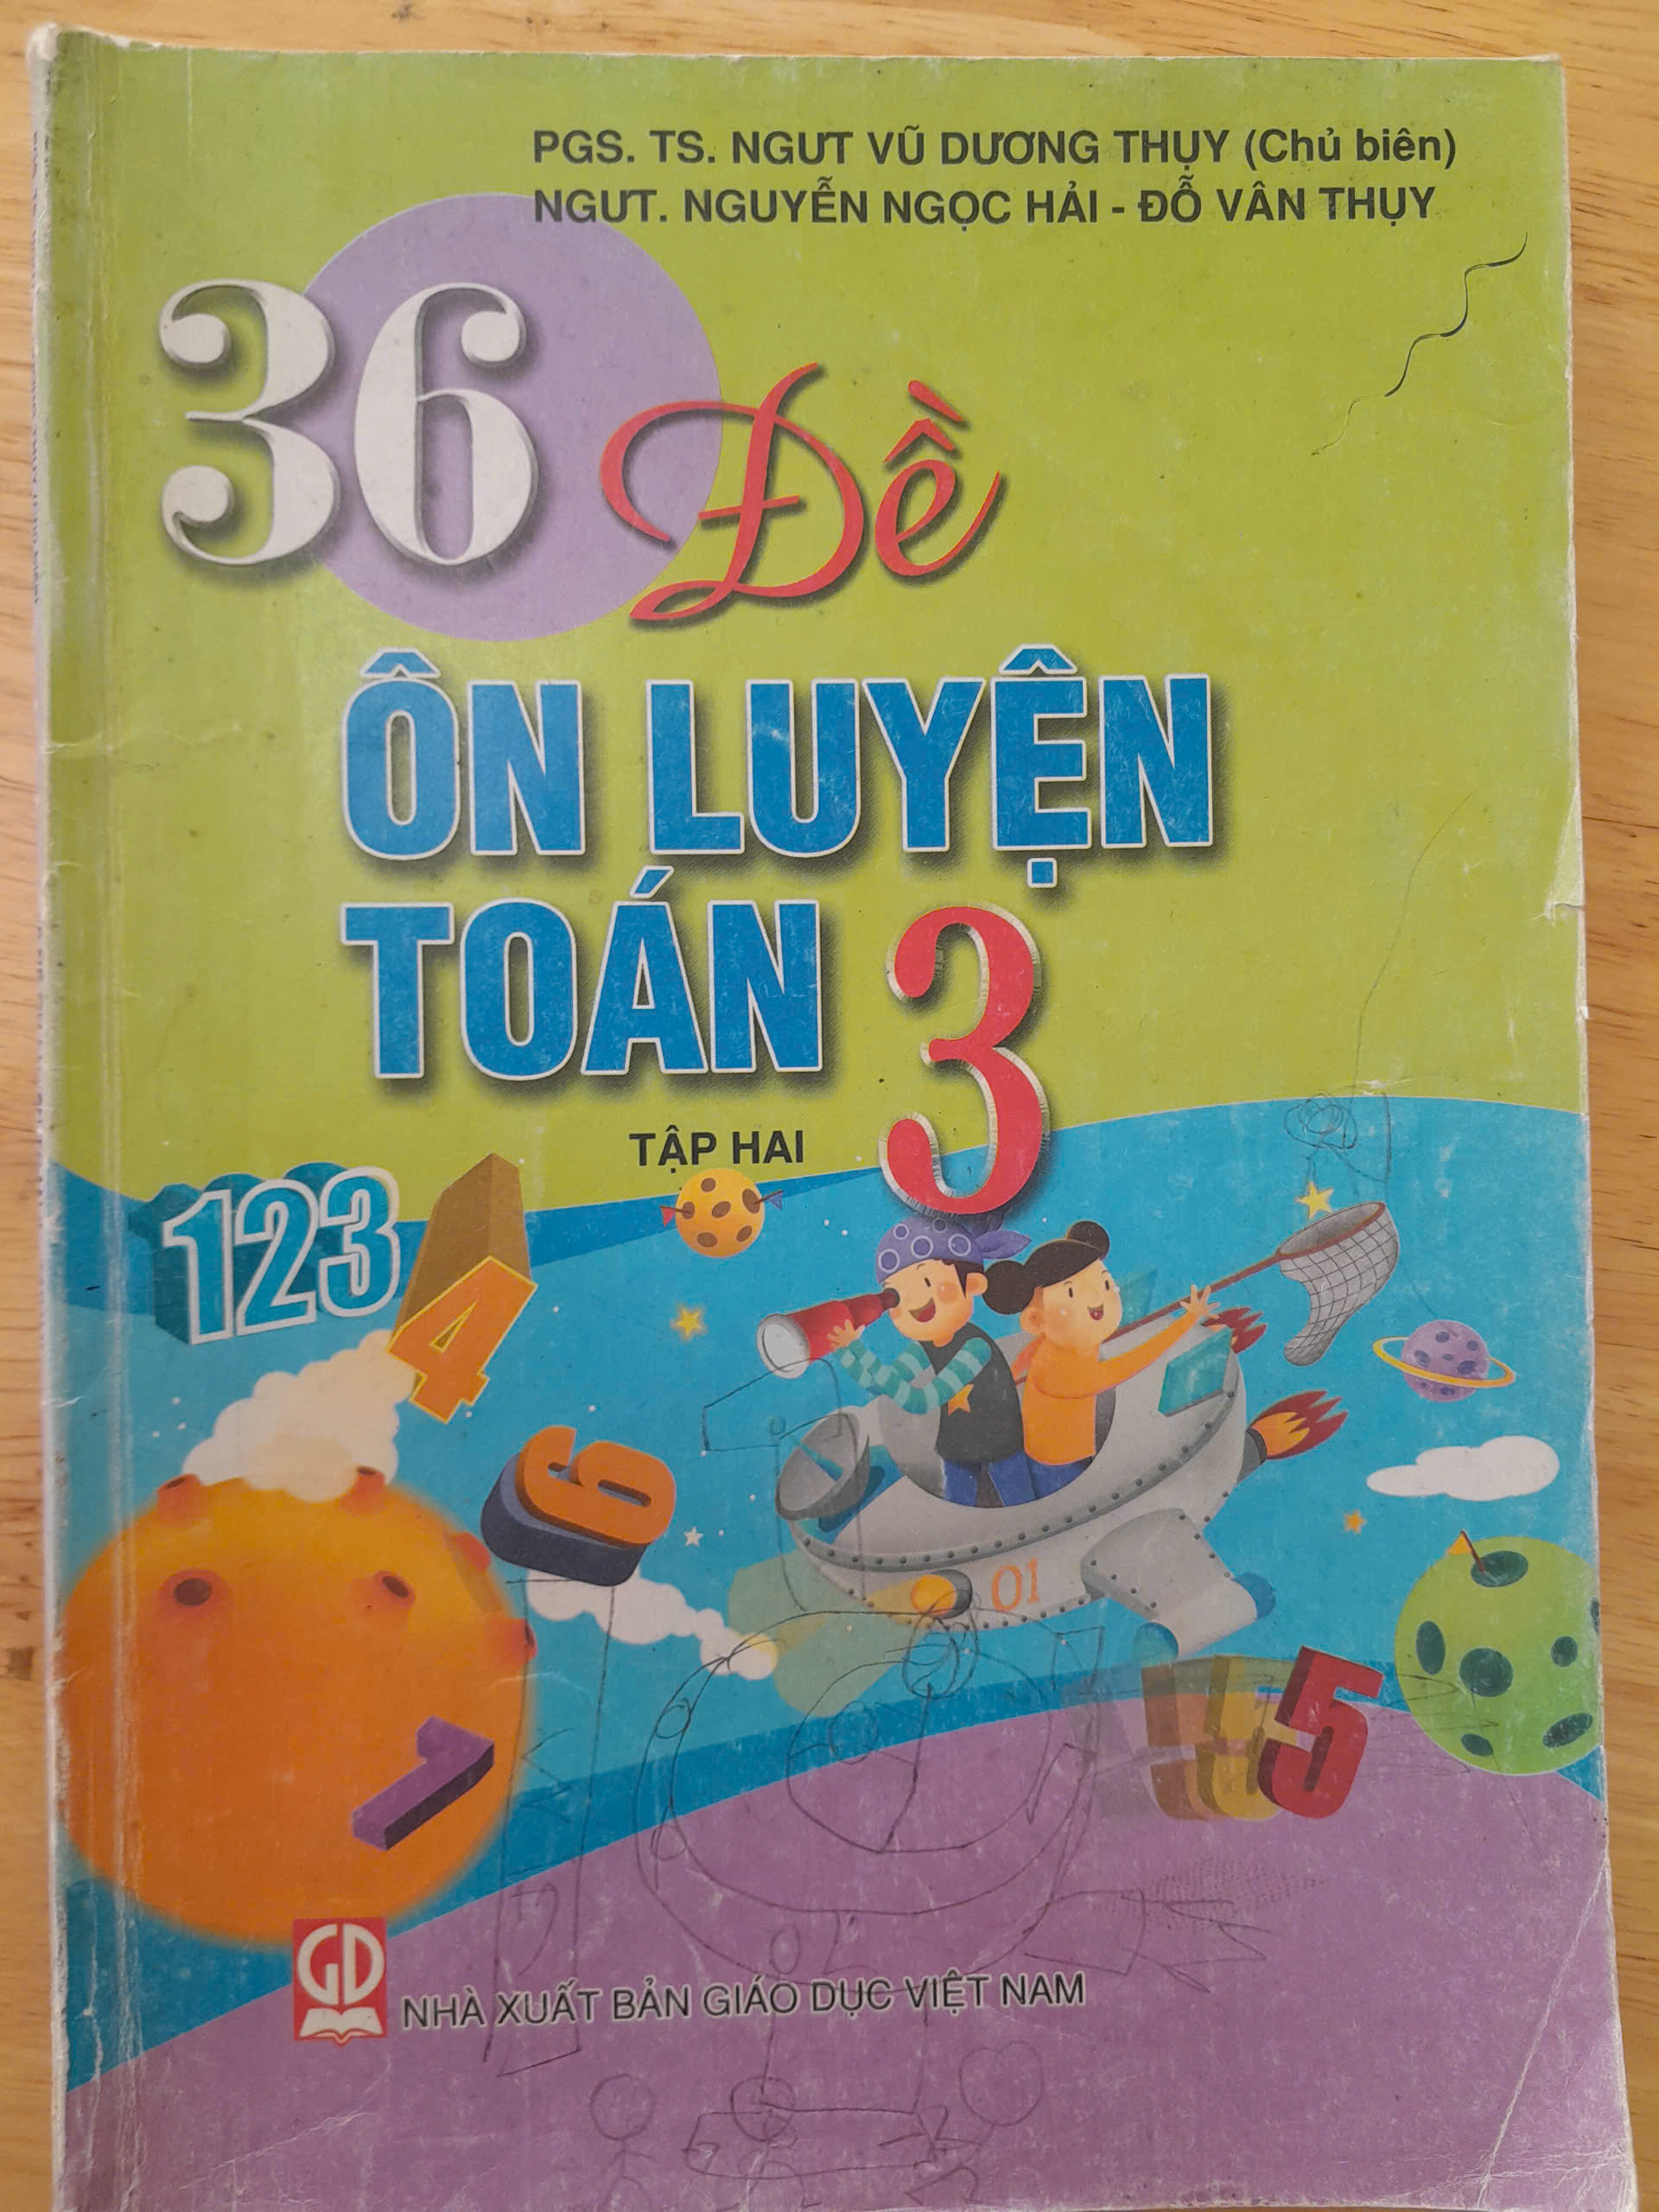 PGS. TS. NGƯT VŨ DƯƠNG THỤY (Chủ biên)
NGƯT. NGUYỄN NGỌC HẢI - ĐỖ VÂN THỤY
36 Đề
ÔN LUYỆN
TOÁN 3
TẬP HAI
123
4
6
01
5
1
GD
NHÀ XUẤT BẢN GIÁO DỤC VIỆT NAM